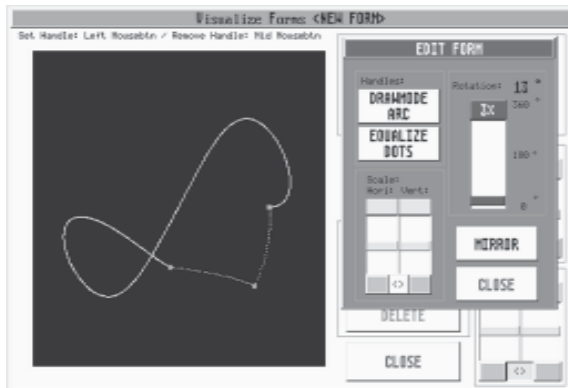 Visualize Forms <NEW FORM>
Set Handle: Left Mousebtn / Remove Handle: Mid Mousebtn
EDIT FORM
Handles:
DRAWMODE
ARC
EQUALIZE
DOTS
Rotation: 13 °
360 °
180 °
0 °
Scale:
Hori: Vert:
<>
MIRROR
CLOSE
DELETE
CLOSE
<>